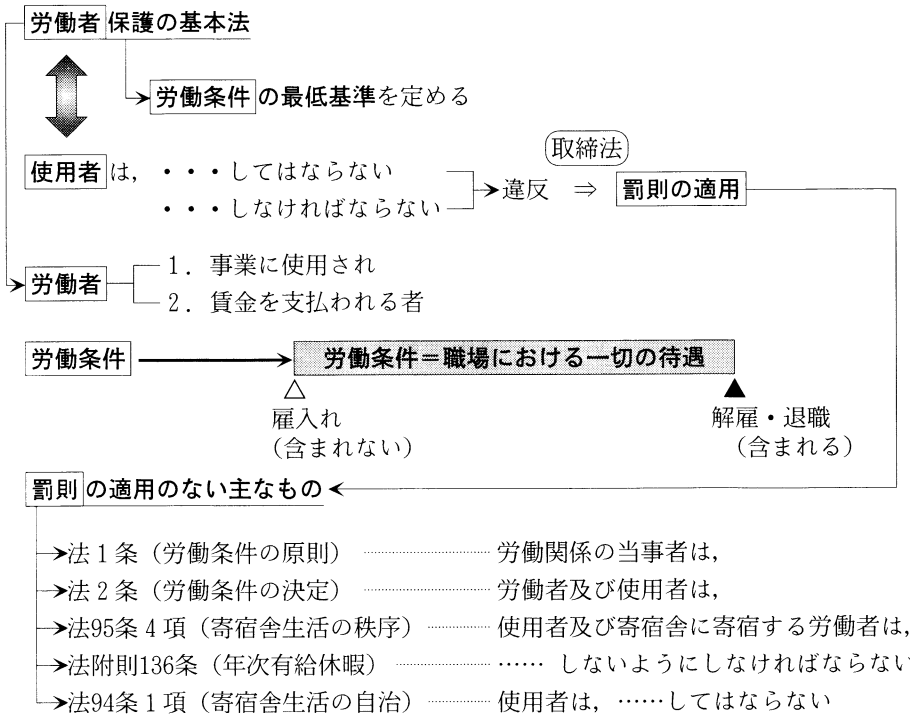 労働者保護の基本法
労働条件の最低基準を定める
取締法
使用者は，・・・してはならない
・・・しなければならない
違反 ⇒ 罰則の適用
労働者
1．事業に使用され
2．賃金を支払われる者
労働条件
労働条件＝職場における一切の待遇
雇入れ
（含まれない）
解雇・退職
（含まれる）
罰則の適用のない主なもの
法1条（労働条件の原則） 労働関係の当事者は，
法2条（労働条件の決定） 労働者及び使用者は，
法95条4項（寄宿舎生活の秩序） 使用者及び寄宿舎に寄宿する労働者は，
法附則136条（年次有給休暇） …… しないようにしなければならない
法94条1項（寄宿舎生活の自治） 使用者は，……してはならない